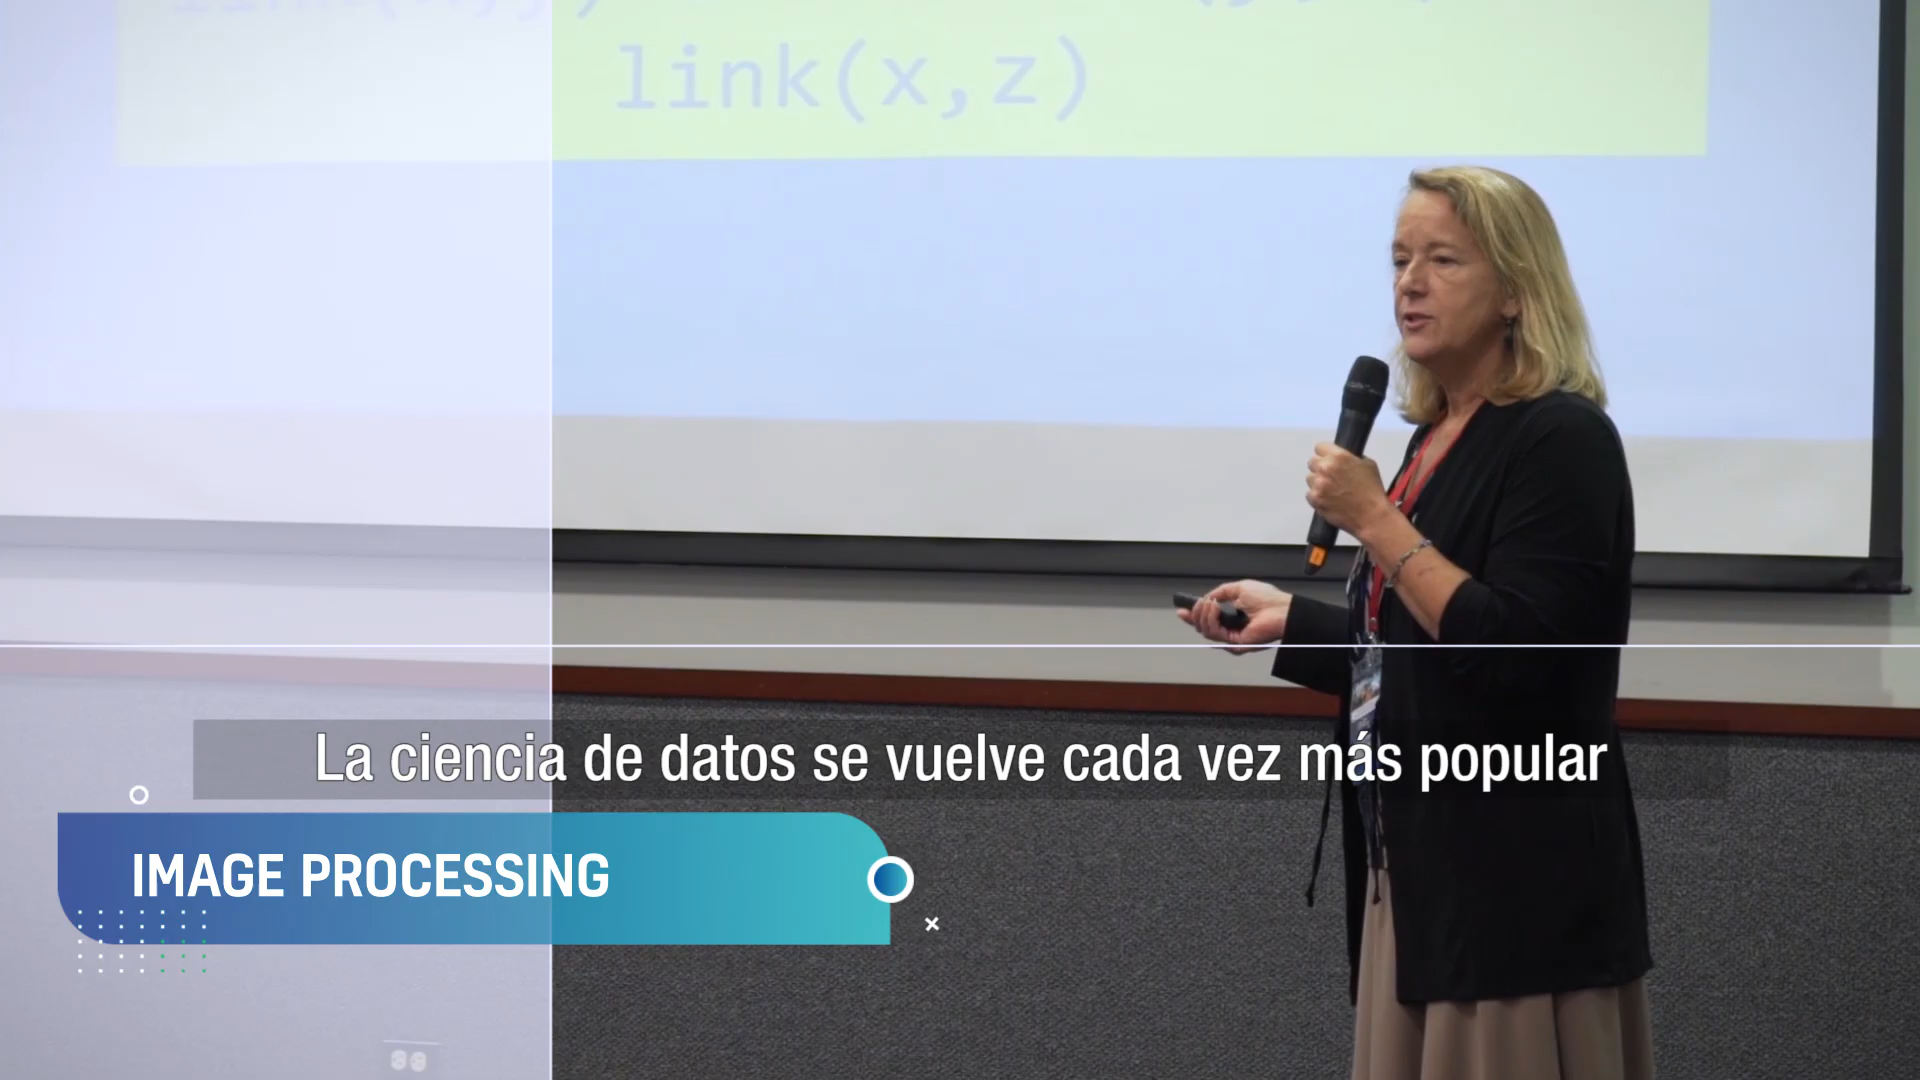 link(x,z)
La ciencia de datos se vuelve cada vez más popular
IMAGE PROCESSING